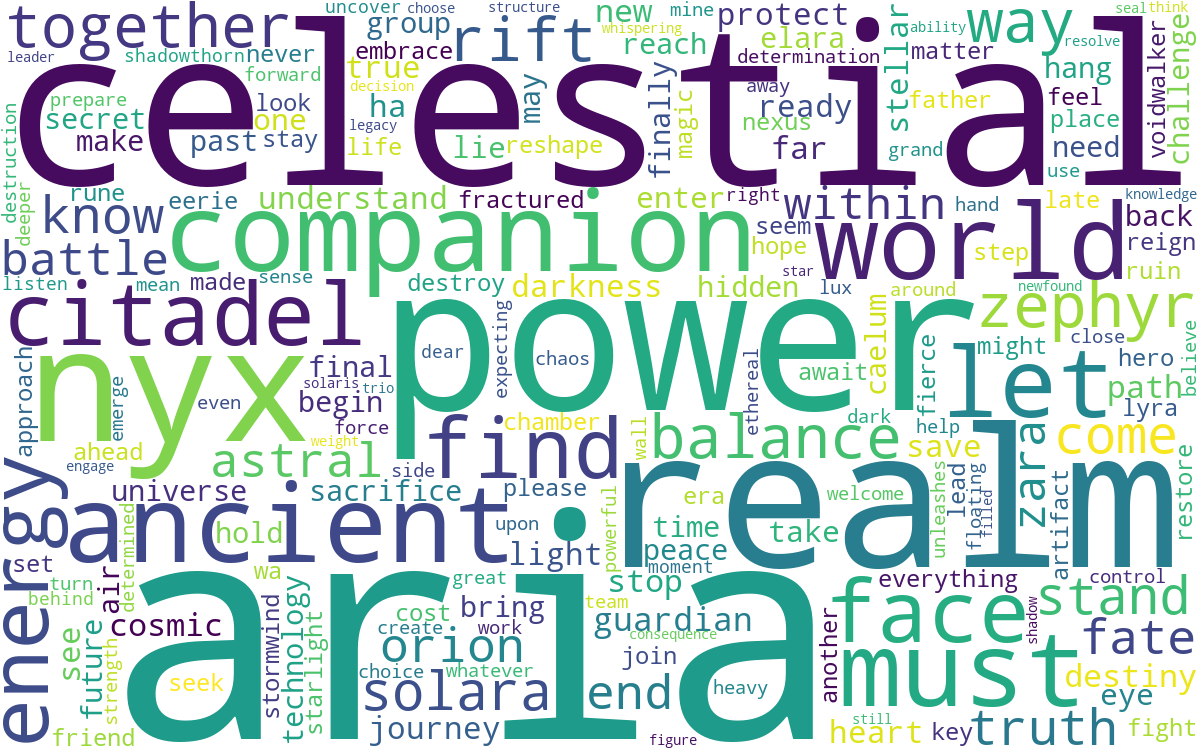 together
uncover
choose
structure
group
rift
new
mine
protect
way
seal
think
leader
shadowthorn
never
embrace
whispering
reach
elara
determination
matter
ability
resolve
celestial
forward
true
decision
prepare
secret
look
one
ha
may
finally
magic
away
ready
stellar
father
hang
feel
voidwalker
challenge
make
past
stay
legacy
life
lie
reshape
nexus
far
grand
place
need
use
destruction
deeper
rune
eerie
understand
fractured
enter
right
within
hand
late
knowledge
back
know
companion
seem
hope
world
step
reign
battle
listen
mean
made
sense
destroy
darkness
hidden
star
lux
around
newfound
ruin
citadel
power
zephyr
approach
nyx
final
solaris
trio
dear
expecting
chaos
ethereal
await
caelum
fierce
let
might
close
hero
believe
emerge
even
begin
force
path
lyra
ahead
engage
weight
astral
side
find
chamber
wall
balance
dark
help
save
zara
come
energy
universe
sacrifice
please
powerful
era
welcome
unleashes
lead
floating
filled
artifact
restore
ancient
hold
upon
light
time
peace
moment
take
realm
set
air
wa
determined
turn
behind
great
stop
everything
control
stand
cosmic
stormwind
technology
starlight
aria
cost
bring
team
guardian
create
work
consequence
another
face
shadow
fate
see
future
strength
seek
orion
choice
whatever
join
must
destiny
solara
end
heavy
eye
friend
journey
figure
heart
still
key
truth
fight